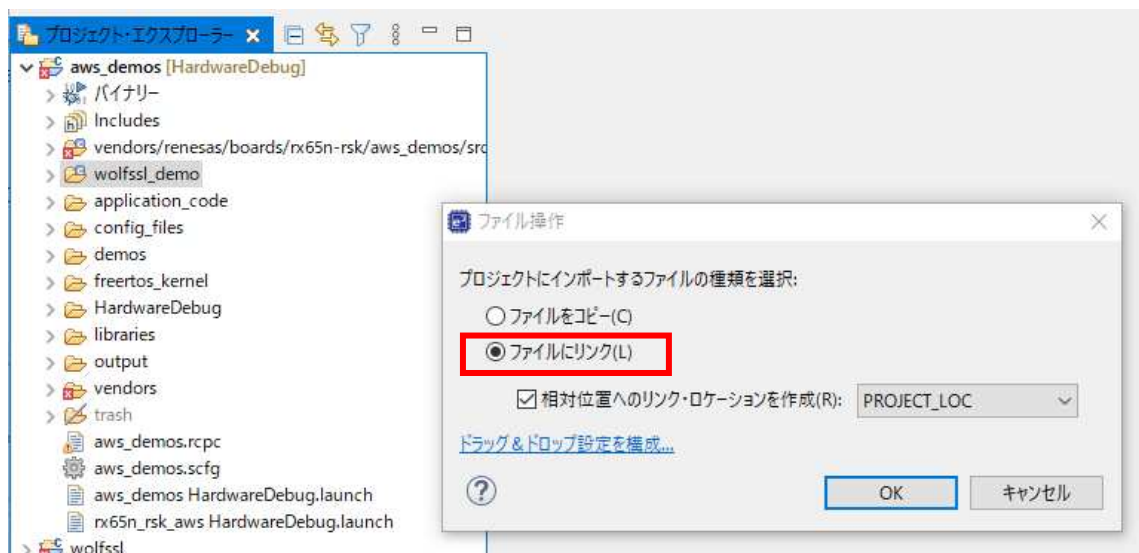 プロジェクト・エクスプローラー
aws_demos [HardwareDebug]
バイナリー
Includes
vendors/renesas/boards/rx65n-rsk/aws_demos/src
wolfssl_demo
application_code
config_files
demos
freertos_kernel
HardwareDebug
libraries
output
vendors
trash
aws_demos.rcpc
aws_demos.scfg
aws_demos HardwareDebug.launch
rx65n_rsk_aws HardwareDebug.launch
wolfssl
ファイル操作
プロジェクトにインポートするファイルの種類を選択:
ファイルをコピー(C)
ファイルにリンク(L)
相対位置へのリンク・ロケーションを作成(R): PROJECT_LOC
ドラッグ&ドロップ設定を構成...
OK キャンセル